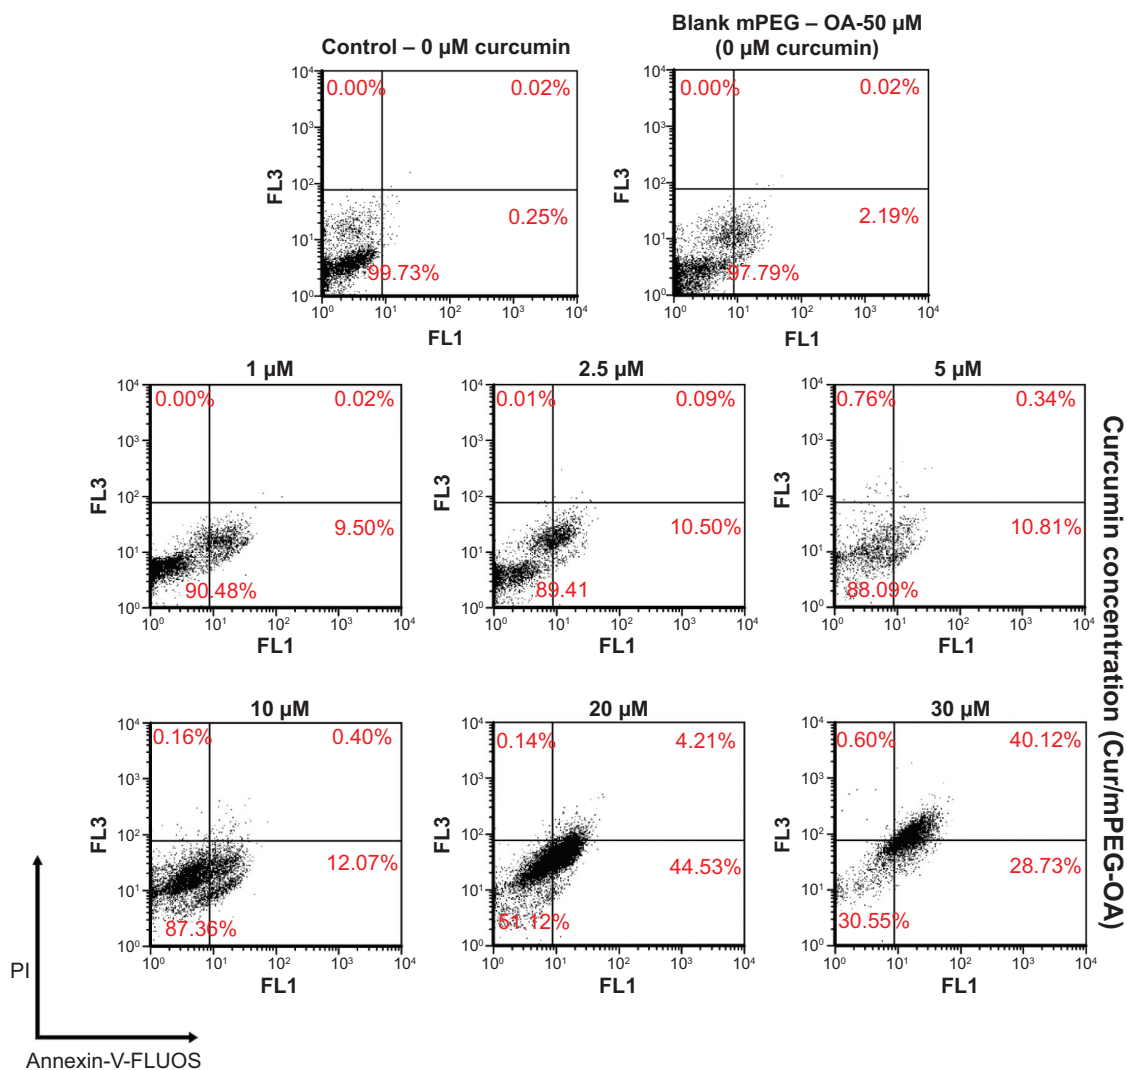 Control – 0 µM curcumin
Blank mPEG – OA-50 µM
(0 µM curcumin)
10⁴
10³
10²
10¹
10⁰
FL3
0.00%
0.02%
0.25%
99.73%
10⁰ 10¹ 10² 10³ 10⁴
FL1
10⁴
10³
10²
10¹
10⁰
FL3
0.00%
0.02%
2.19%
97.79%
10⁰ 10¹ 10² 10³ 10⁴
FL1
1 µM
10⁴
10³
10²
10¹
10⁰
FL3
0.00%
0.02%
9.50%
90.48%
10⁰ 10¹ 10² 10³ 10⁴
FL1
2.5 µM
10⁴
10³
10²
10¹
10⁰
FL3
0.01%
0.09%
10.50%
89.41
10⁰ 10¹ 10² 10³ 10⁴
FL1
5 µM
10⁴
10³
10²
10¹
10⁰
FL3
0.76%
0.34%
10.81%
88.09%
10⁰ 10¹ 10² 10³ 10⁴
FL1
10 µM
10⁴
10³
10²
10¹
10⁰
FL3
0.16%
0.40%
12.07%
87.36%
10⁰ 10¹ 10² 10³ 10⁴
FL1
20 µM
10⁴
10³
10²
10¹
10⁰
FL3
0.14%
4.21%
44.53%
51.12%
10⁰ 10¹ 10² 10³ 10⁴
FL1
30 µM
10⁴
10³
10²
10¹
10⁰
FL3
0.60%
40.12%
28.73%
30.55%
10⁰ 10¹ 10² 10³ 10⁴
FL1
Curcumin concentration (Cur/mPEG-OA)
PI
Annexin-V-FLUOS